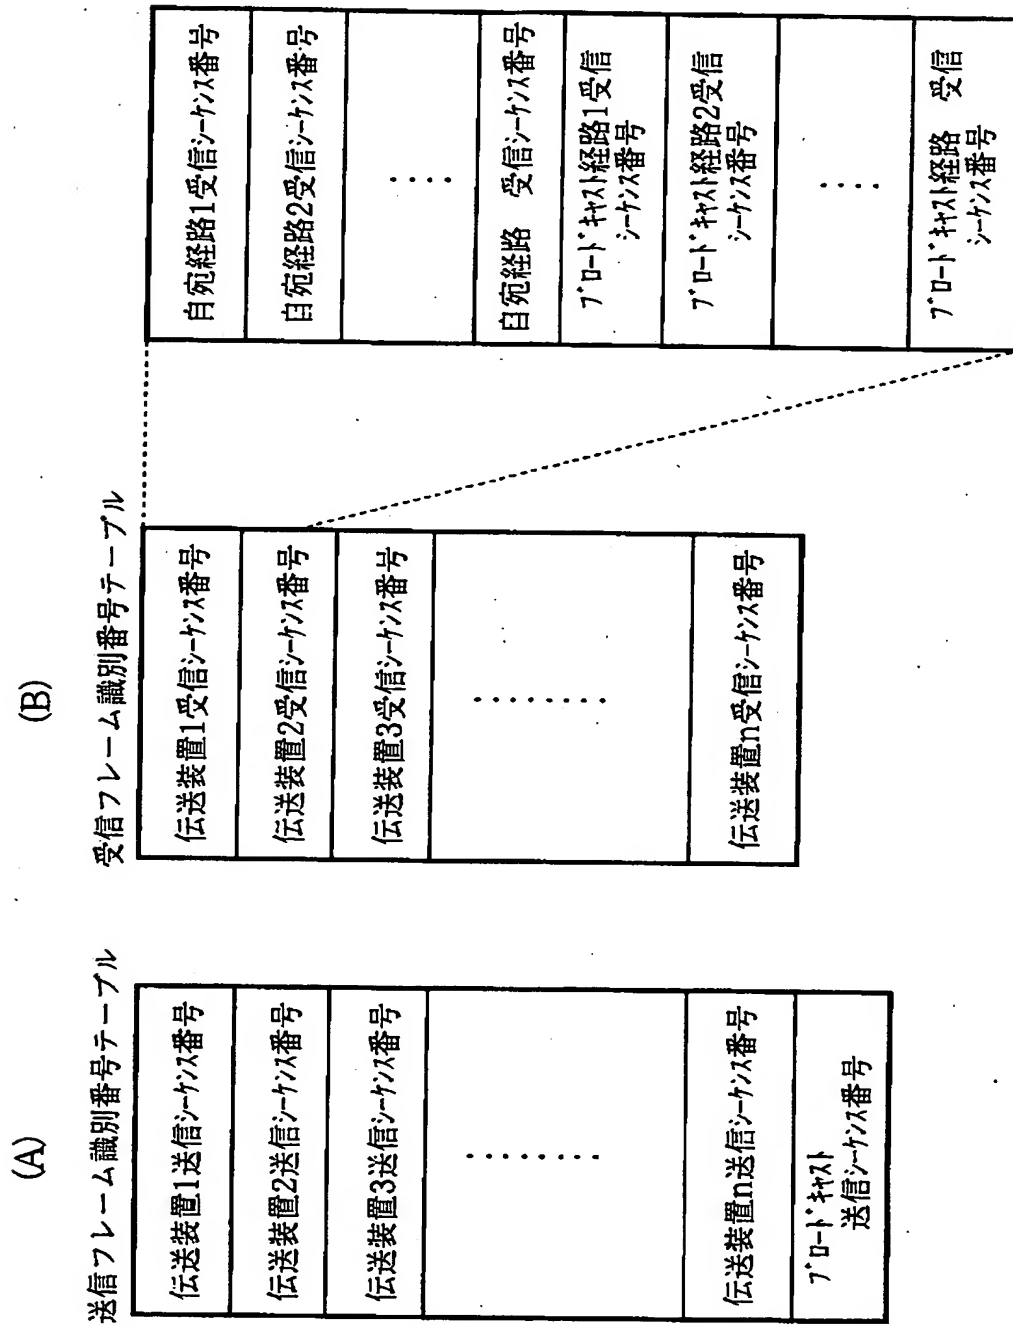 (A)
送信フレーム識別番号テーブル
伝送装置1送信シーケンス番号
伝送装置2送信シーケンス番号
伝送装置3送信シーケンス番号
········
伝送装置n送信シーケンス番号
ブロードキャスト
送信シーケンス番号
(B)
受信フレーム識別番号テーブル
伝送装置1受信シーケンス番号
伝送装置2受信シーケンス番号
伝送装置3受信シーケンス番号
········
伝送装置n受信シーケンス番号
自宛経路1受信シーケンス番号
自宛経路2受信シーケンス番号
····
自宛経路 受信シーケンス番号
ブロードキャスト経路1受信
シーケンス番号
ブロードキャスト経路2受信
シーケンス番号
····
ブロードキャスト経路 受信
シーケンス番号